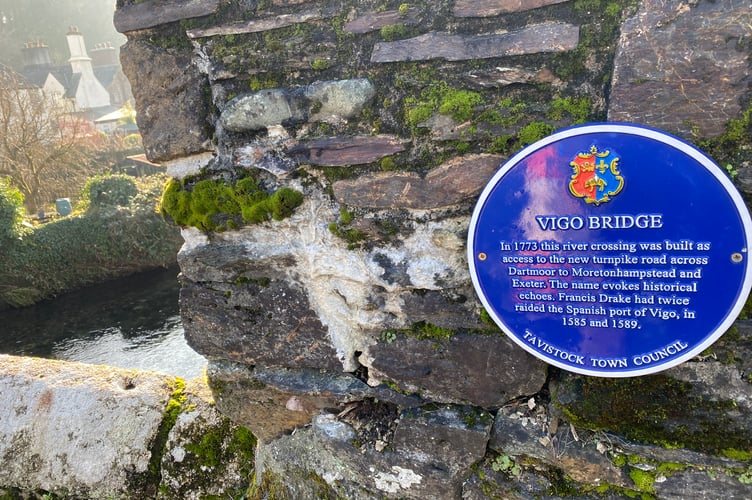 VIGO BRIDGE
In 1773 this river crossing was built as
access to the new turnpike road across
Dartmoor to Moretonhampstead and
Exeter. The name evokes historical
echoes. Francis Drake had twice
raided the Spanish port of Vigo, in
1585 and 1589.
TAVISTOCK TOWN COUNCIL